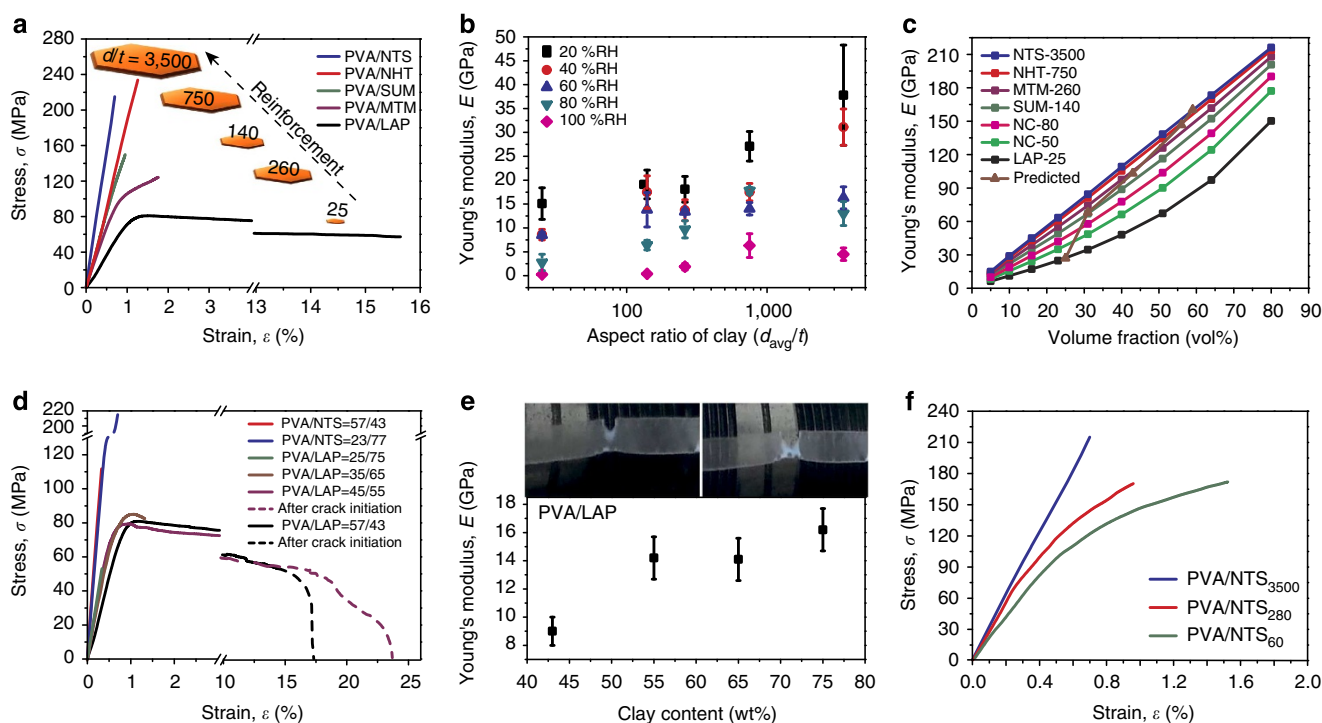 a
Stress, σ (MPa)
280
240
200
160
120
80
40
0
d/t = 3,500
750
140
260
25
Reinforcement
PVA/NTS
PVA/NHT
PVA/SUM
PVA/MTM
PVA/LAP
0 1 2 3 13 14 15 16
Strain, ε (%)
b
Young's modulus, E (GPa)
50
45
40
35
30
25
20
15
10
5
0
20 %RH
40 %RH
60 %RH
80 %RH
100 %RH
100 1,000
Aspect ratio of clay (davg/t)
c
Young's modulus, E (GPa)
210
180
150
120
90
60
30
0
NTS-3500
NHT-750
MTM-260
SUM-140
NC-80
NC-50
LAP-25
Predicted
0 10 20 30 40 50 60 70 80 90
Volume fraction (vol%)
d
Stress, σ (MPa)
220
200
120
100
80
60
40
20
0
PVA/NTS=57/43
PVA/NTS=23/77
PVA/LAP=25/75
PVA/LAP=35/65
PVA/LAP=45/55
After crack initiation
PVA/LAP=57/43
After crack initiation
0 1 2 10 15 20 25
Strain, ε (%)
e
Young's modulus, E (GPa)
18
16
14
12
10
8
PVA/LAP
40 45 50 55 60 65 70 75 80
Clay content (wt%)
f
Stress, σ (MPa)
240
210
180
150
120
90
60
30
0
PVA/NTS3500
PVA/NTS280
PVA/NTS60
0.0 0.4 0.8 1.2 1.6 2.0
Strain, ε (%)